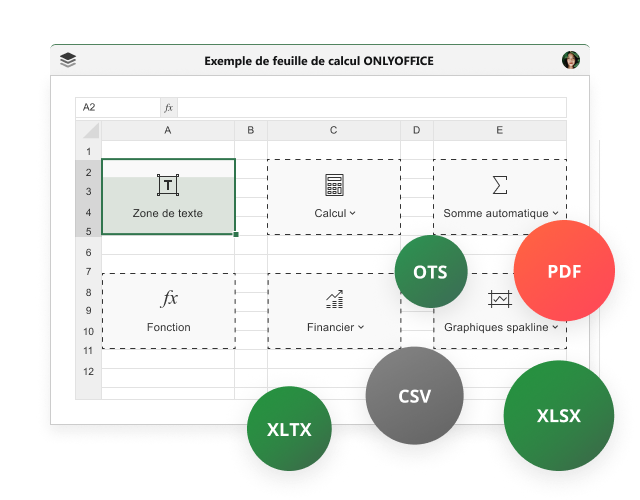 Exemple de feuille de calcul ONLYOFFICE
A2 fx
A B C D E
1
2
3
4
5
6
7
8
9
10
11
12
T
Zone de texte
Calcul
Somme automatique
fx
Fonction
Financier
Graphiques spakline
OTS
PDF
CSV
XLTX
XLSX